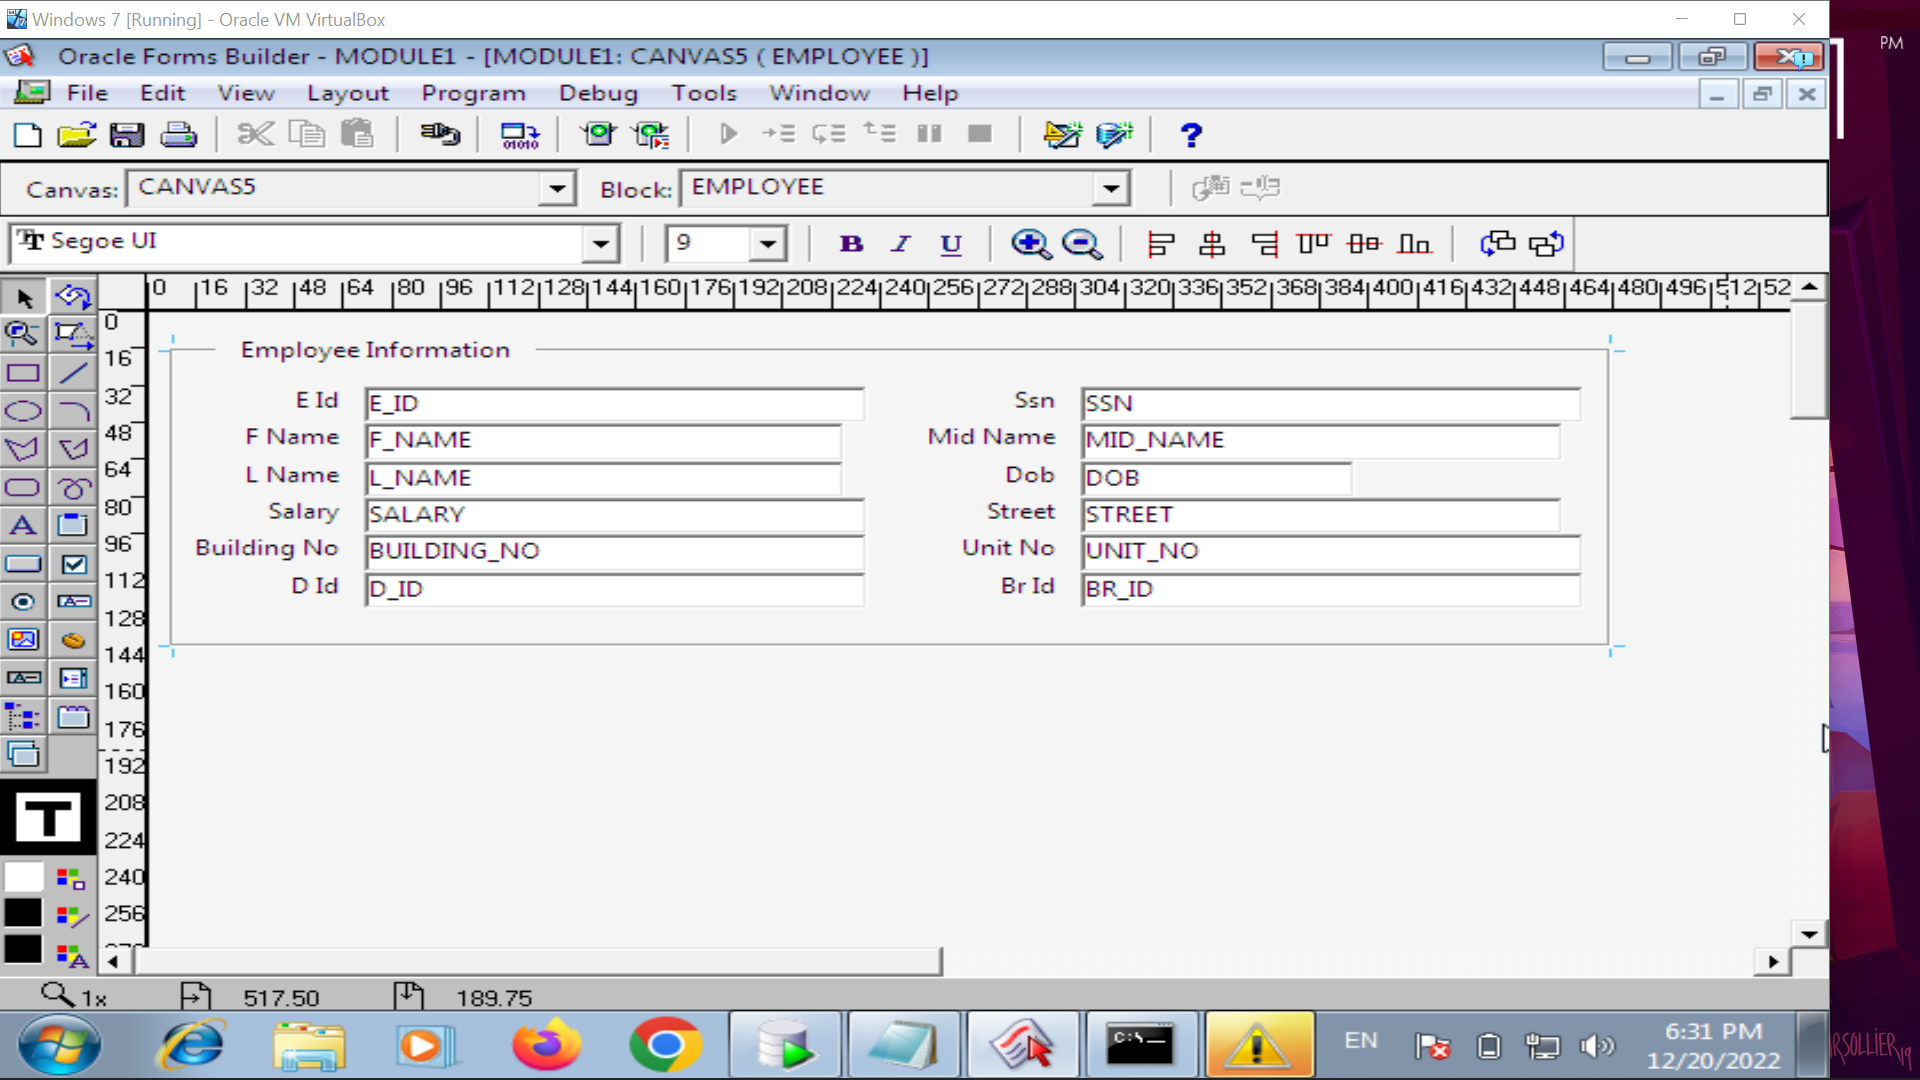 Windows 7 [Running] - Oracle VM VirtualBox
PM
Oracle Forms Builder - MODULE1 - [MODULE1: CANVAS5 ( EMPLOYEE )]
File Edit View Layout Program Debug Tools Window Help
Canvas: CANVAS5 Block: EMPLOYEE
Segoe UI 9 B I U
0 16 32 48 64 80 96 112 128 144 160 176 192 208 224 240 256 272 288 304 320 336 352 368 384 400 416 432 448 464 480 496 512 52
0
16
32
48
64
80
96
112
128
144
160
176
192
208
224
240
256
Employee Information
E Id E_ID Ssn SSN
F Name F_NAME Mid Name MID_NAME
L Name L_NAME Dob DOB
Salary SALARY Street STREET
Building No BUILDING_NO Unit No UNIT_NO
D Id D_ID Br Id BR_ID
T
1x 517.50 189.75
EN 6:31 PM
12/20/2022